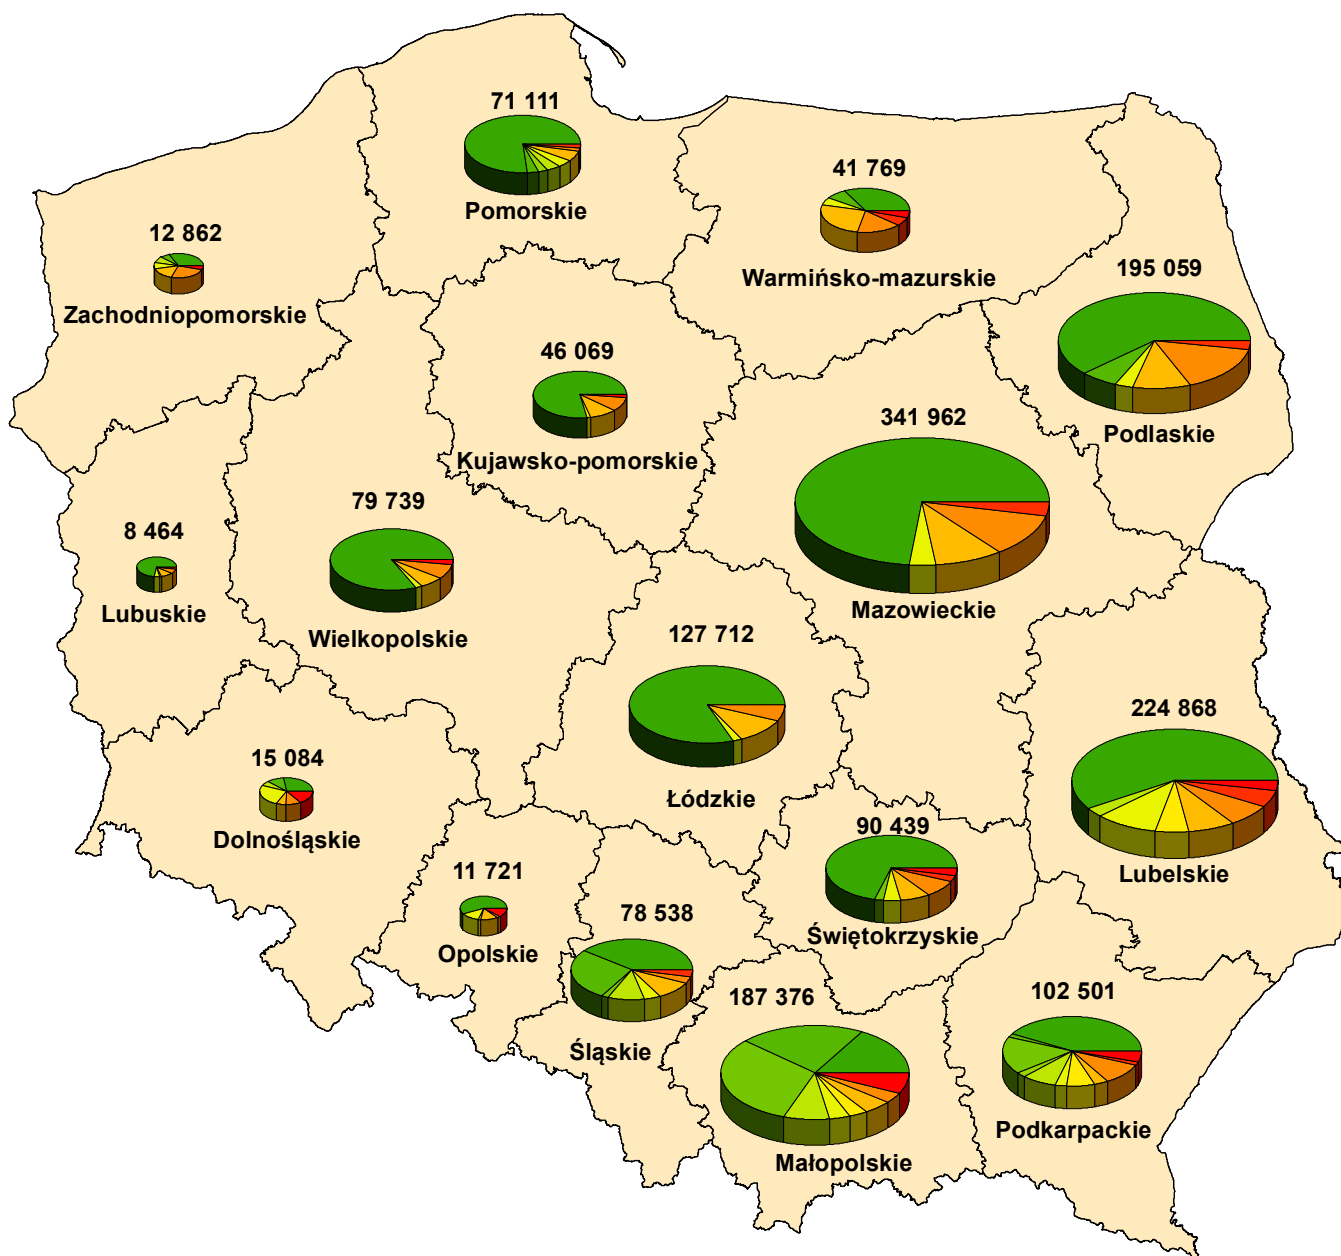 71 111
Pomorskie
41 769
Warmińsko-mazurskie
12 862
Zachodniopomorskie
195 059
Podlaskie
46 069
Kujawsko-pomorskie
341 962
Mazowieckie
79 739
Wielkopolskie
8 464
Lubuskie
127 712
Łódzkie
224 868
Lubelskie
15 084
Dolnośląskie
90 439
Świętokrzyskie
11 721
Opolskie
78 538
Śląskie
187 376
Małopolskie
102 501
Podkarpackie